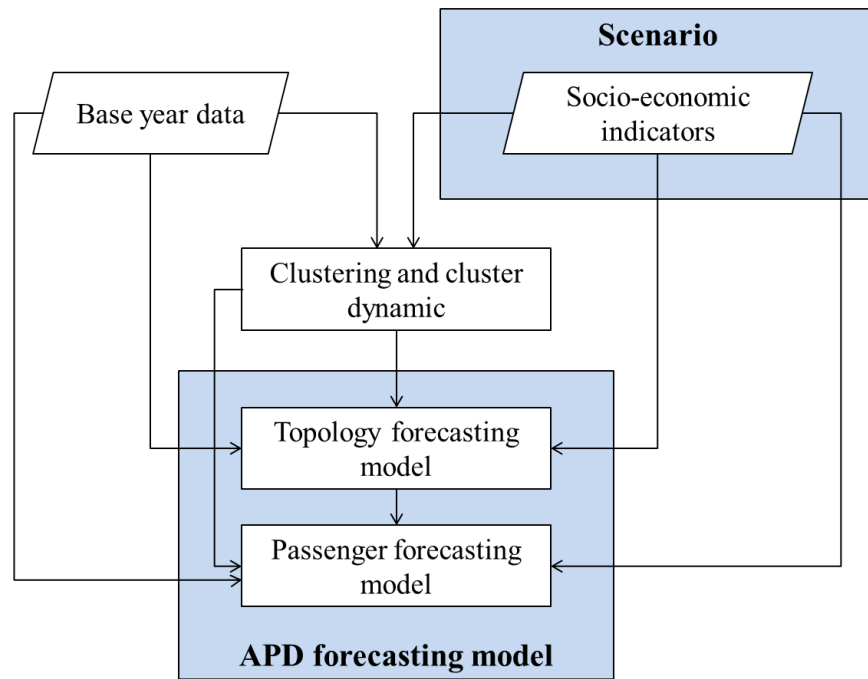 Scenario
Base year data
Socio-economic
indicators
Clustering and cluster
dynamic
Topology forecasting
model
Passenger forecasting
model
APD forecasting model